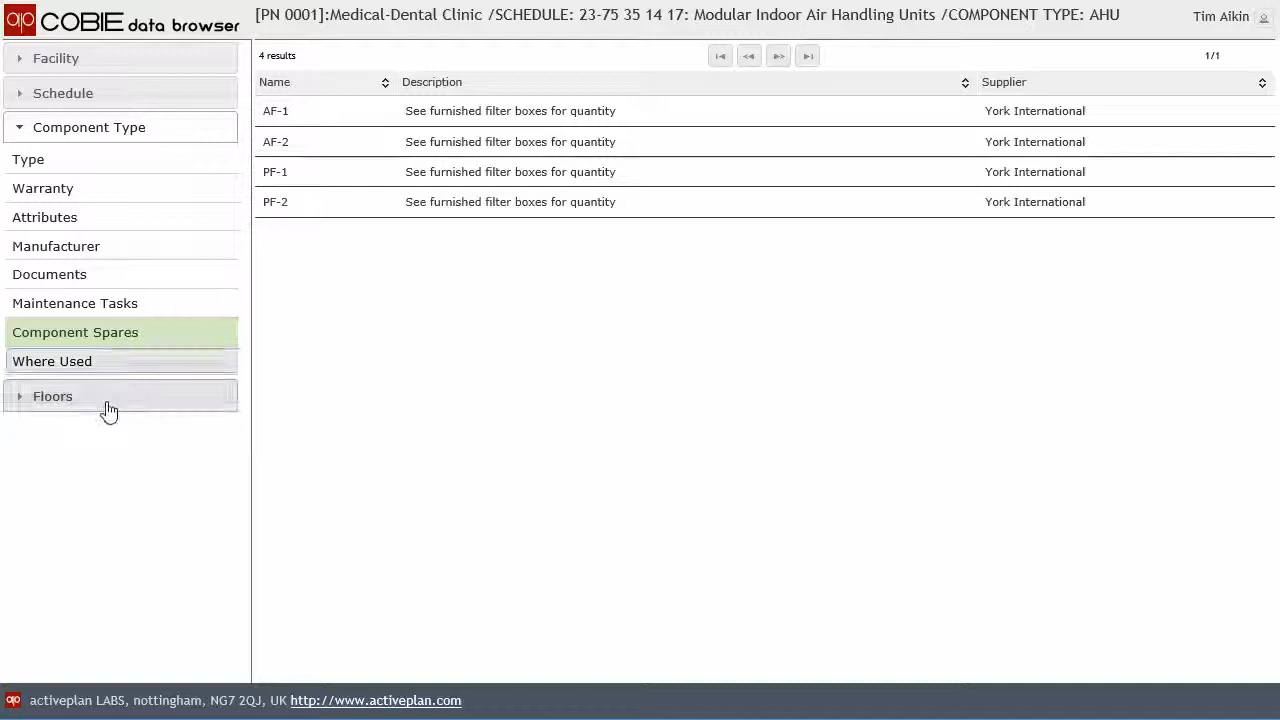 COBIE data browser
[PN 0001]:Medical-Dental Clinic /SCHEDULE: 23-75 35 14 17: Modular Indoor Air Handling Units /COMPONENT TYPE: AHU
Tim Aikin
Facility
Schedule
Component Type
Type
Warranty
Attributes
Manufacturer
Documents
Maintenance Tasks
Component Spares
Where Used
Floors
4 results
1/1
Name Description Supplier
AF-1 See furnished filter boxes for quantity York International
AF-2 See furnished filter boxes for quantity York International
PF-1 See furnished filter boxes for quantity York International
PF-2 See furnished filter boxes for quantity York International
activeplan LABS, nottingham, NG7 2QJ, UK http://www.activeplan.com